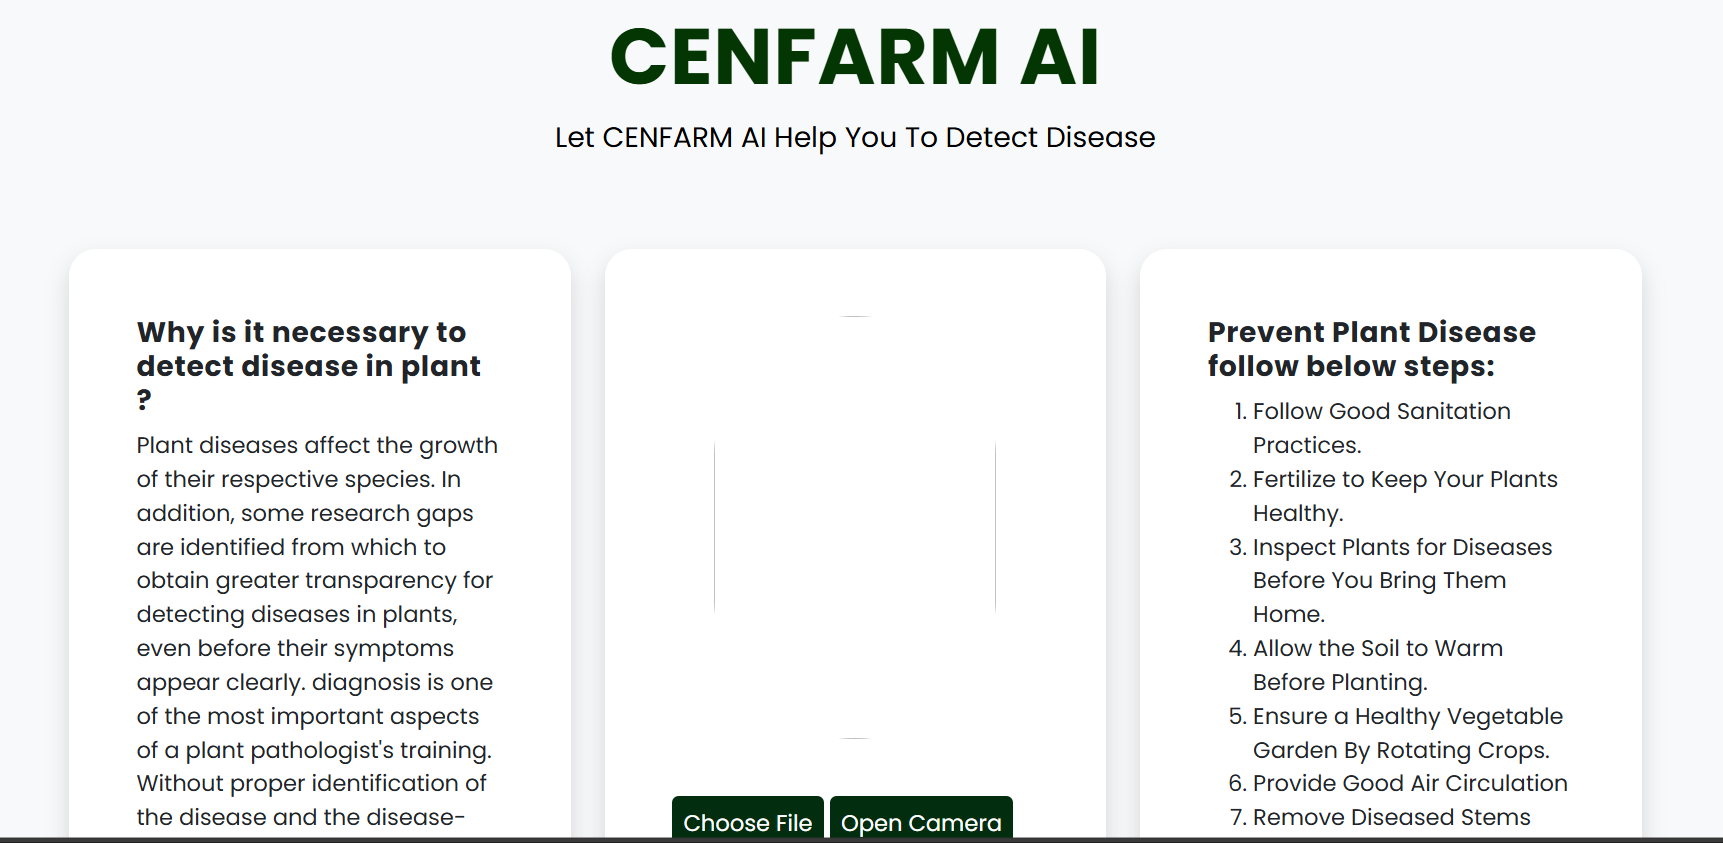 CENFARM AI
Let CENFARM AI Help You To Detect Disease
Why is it necessary to
detect disease in plant
?
Plant diseases affect the growth
of their respective species. In
addition, some research gaps
are identified from which to
obtain greater transparency for
detecting diseases in plants,
even before their symptoms
appear clearly. diagnosis is one
of the most important aspects
of a plant pathologist's training.
Without proper identification of
the disease and the disease-
Choose File
Open Camera
Prevent Plant Disease
follow below steps:
1. Follow Good Sanitation
Practices.
2. Fertilize to Keep Your Plants
Healthy.
3. Inspect Plants for Diseases
Before You Bring Them
Home.
4. Allow the Soil to Warm
Before Planting.
5. Ensure a Healthy Vegetable
Garden By Rotating Crops.
6. Provide Good Air Circulation
7. Remove Diseased Stems